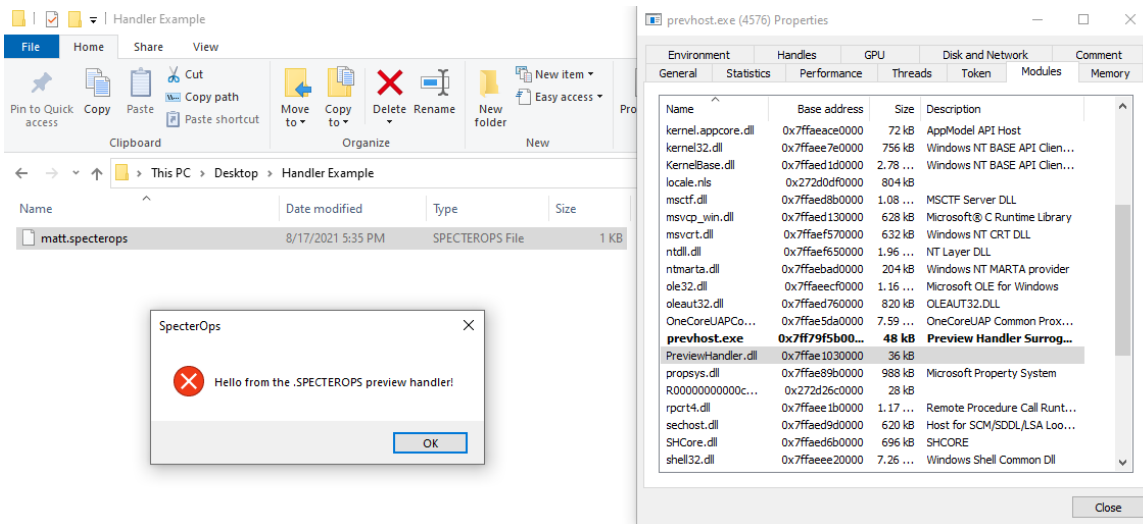 Handler Example
File Home Share View
Pin to Quick access
Copy
Paste
Cut
Copy path
Paste shortcut
Clipboard
Move to
Copy to
Delete
Rename
Organize
New folder
New item
Easy access
New
This PC > Desktop > Handler Example
Name Date modified Type Size
matt.specterops 8/17/2021 5:35 PM SPECTEROPS File 1 KB
SpecterOps
Hello from the .SPECTEROPS preview handler!
OK
prevhost.exe (4576) Properties
Environment Handles GPU Disk and Network Comment
General Statistics Performance Threads Token Modules Memory
Name Base address Size Description
kernel.appcore.dll 0x7ffaeace0000 72 kB AppModel API Host
kernel32.dll 0x7ffaee7e0000 756 kB Windows NT BASE API Clien...
KernelBase.dll 0x7ffaed1d0000 2.78 ... Windows NT BASE API Clien...
locale.nls 0x272d0df0000 804 kB
msctf.dll 0x7ffaed8b0000 1.08 ... MSCTF Server DLL
msvcp_win.dll 0x7ffaed130000 628 kB Microsoft® C Runtime Library
msvcrt.dll 0x7ffaef570000 632 kB Windows NT CRT DLL
ntdll.dll 0x7ffaef650000 1.96 ... NT Layer DLL
ntmarta.dll 0x7ffaebad0000 204 kB Windows NT MARTA provider
ole32.dll 0x7ffaeecf0000 1.16 ... Microsoft OLE for Windows
oleaut32.dll 0x7ffaed760000 820 kB OLEAUT32.DLL
OneCoreUAPCo... 0x7ffae5da0000 7.59 ... OneCoreUAP Common Prox...
prevhost.exe 0x7ff79f5b00... 48 kB Preview Handler Surrog...
PreviewHandler.dll 0x7ffae1030000 36 kB
propsys.dll 0x7ffae89b0000 988 kB Microsoft Property System
R00000000000c... 0x272d26c0000 28 kB
rpcrt4.dll 0x7ffaee1b0000 1.17 ... Remote Procedure Call Runt...
sechost.dll 0x7ffaed9d0000 620 kB Host for SCM/SDDL/LSA Loo...
SHCore.dll 0x7ffaed6b0000 696 kB SHCORE
shell32.dll 0x7ffaeee20000 7.26 ... Windows Shell Common Dll
Close